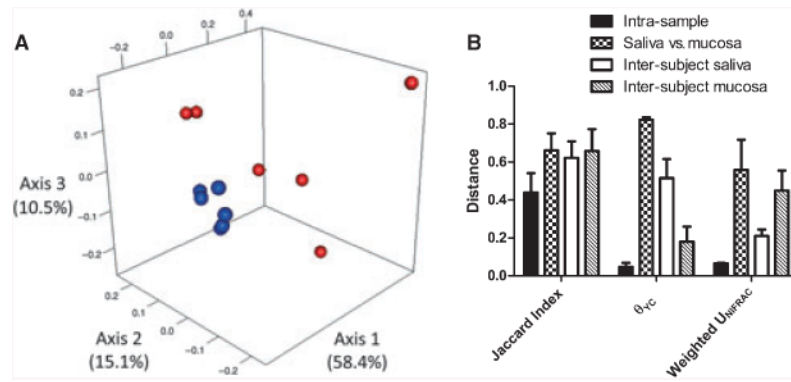 A
0.4
0.2
0.0
−0.2
0.2
0.1
0.0
−0.1
−0.2
Axis 3
(10.5%)
0.2
0.1
0.0
−0.1
−0.2
Axis 2
(15.1%)
Axis 1
(58.4%)
B
Intra-sample
Saliva vs. mucosa
Inter-subject saliva
Inter-subject mucosa
1.0
0.8
0.6
0.4
0.2
0.0
Distance
Jaccard Index
θYC
Weighted UNIFRAC